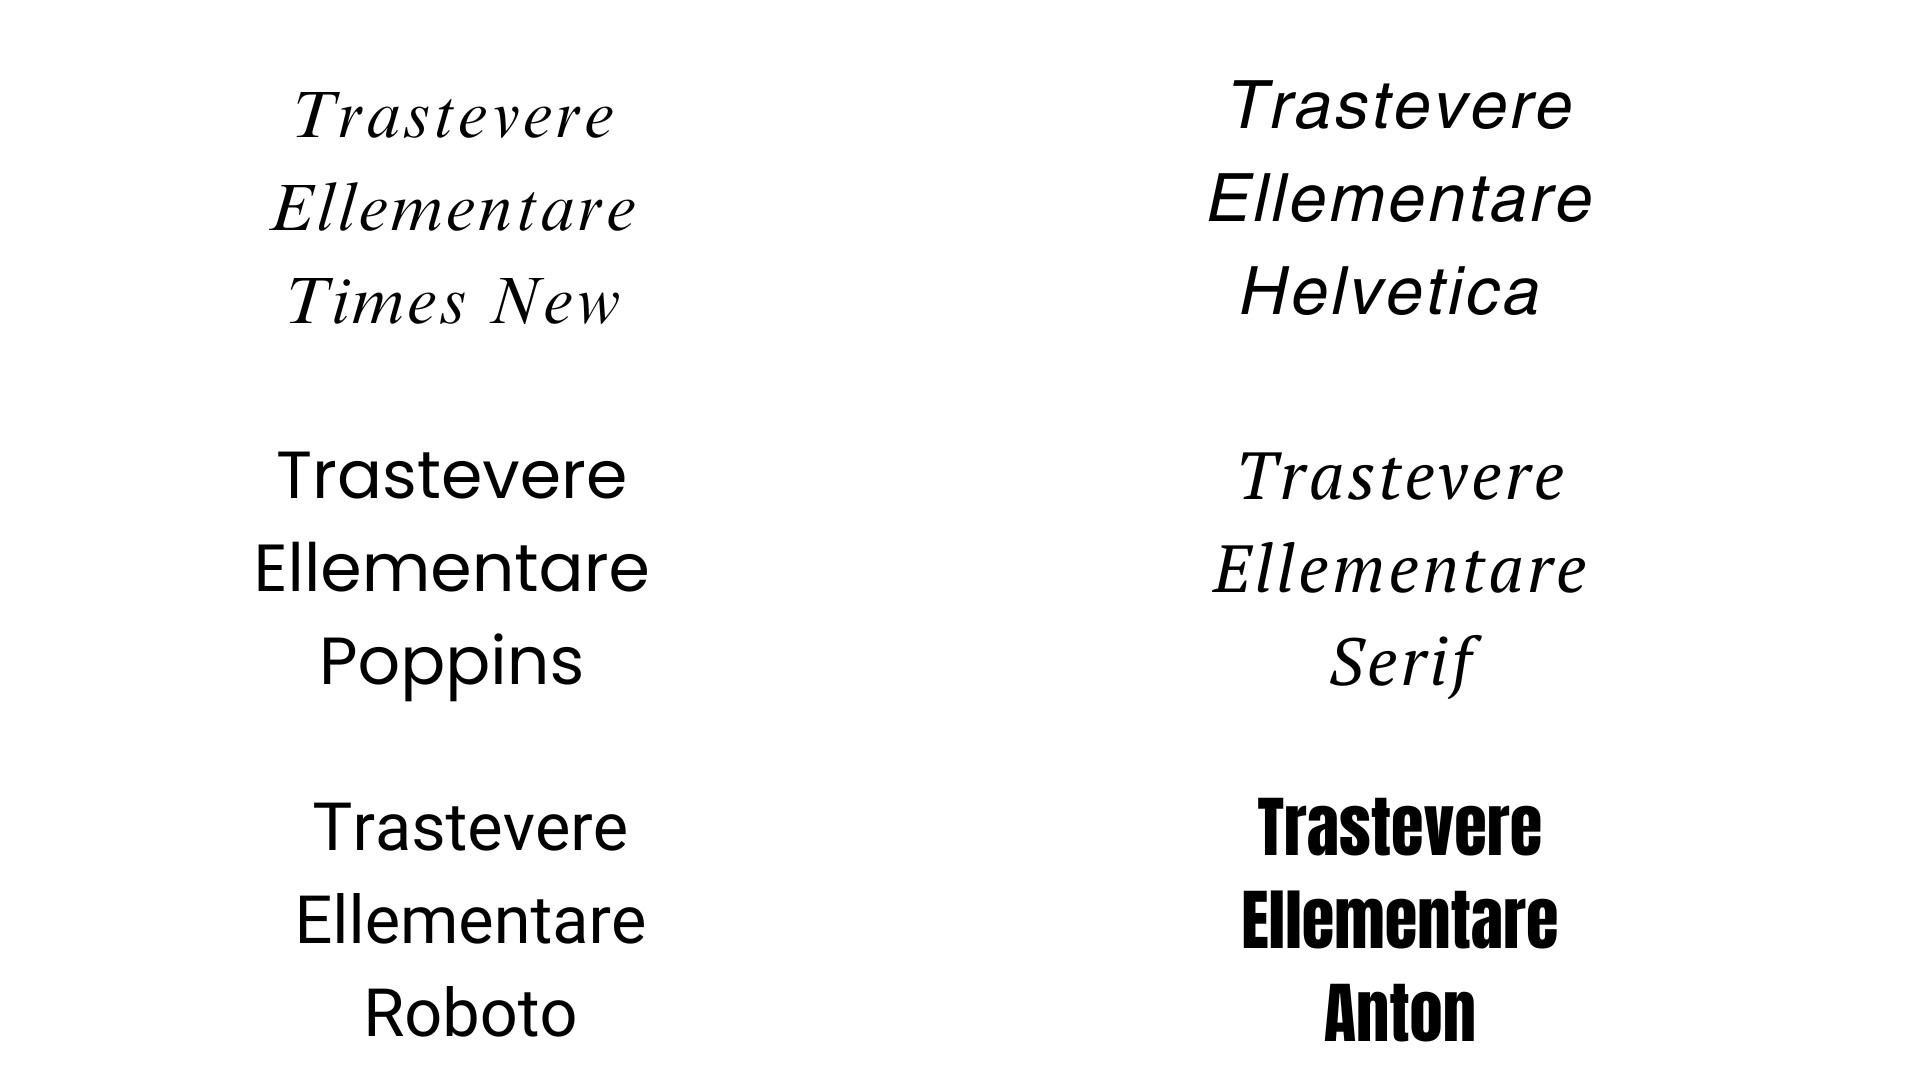 Trastevere
Ellementare
Times New
Trastevere
Ellementare
Helvetica
Trastevere
Ellementare
Poppins
Trastevere
Ellementare
Serif
Trastevere
Ellementare
Roboto
Trastevere
Ellementare
Anton